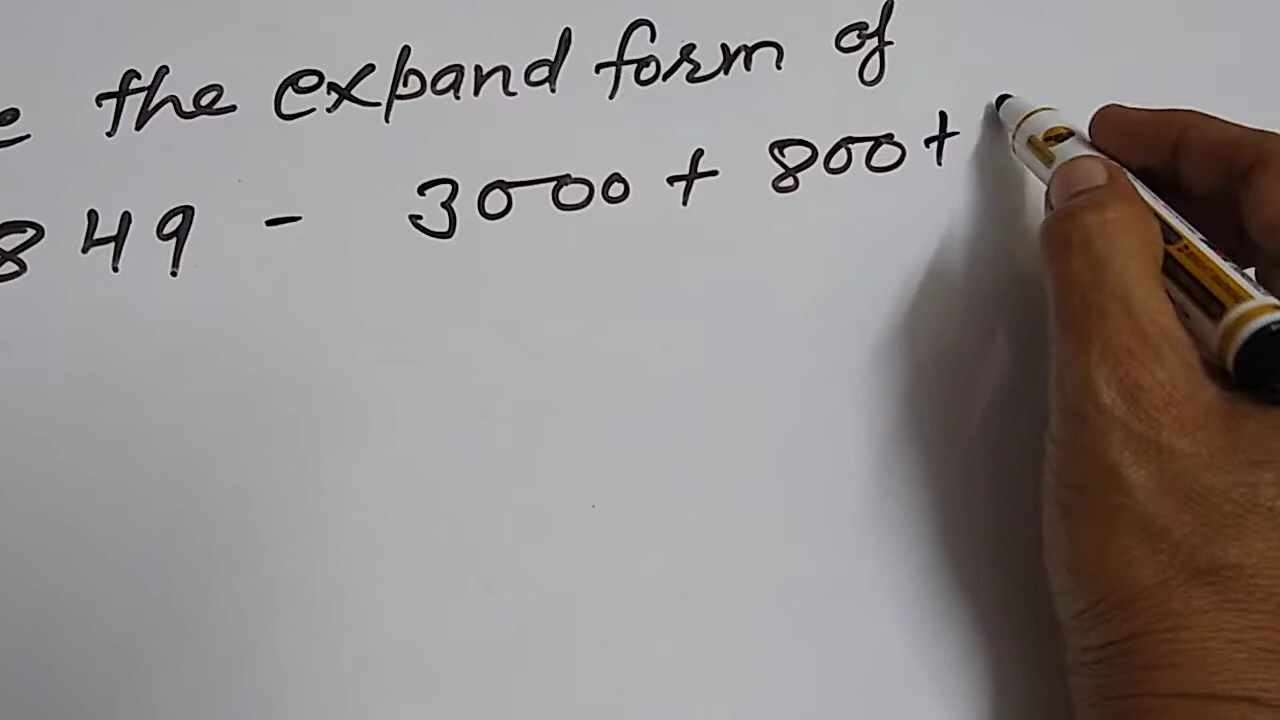 the expand form of
849 - 3000 + 800 +